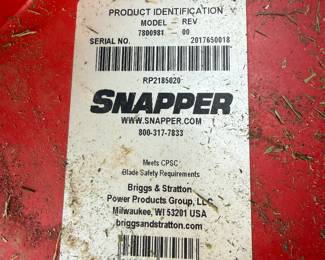 PRODUCT IDENTIFICATION
MODEL - REV
7800981 - 00
SERIAL NO. 2017650018
RP2185020
SNAPPER
WWW.SNAPPER.COM
800-317-7833
Meets CPSC
Blade Safety Requirements
Briggs & Stratton
Power Products Group, LLC
Milwaukee, WI 53201 USA
briggsandstratton.com